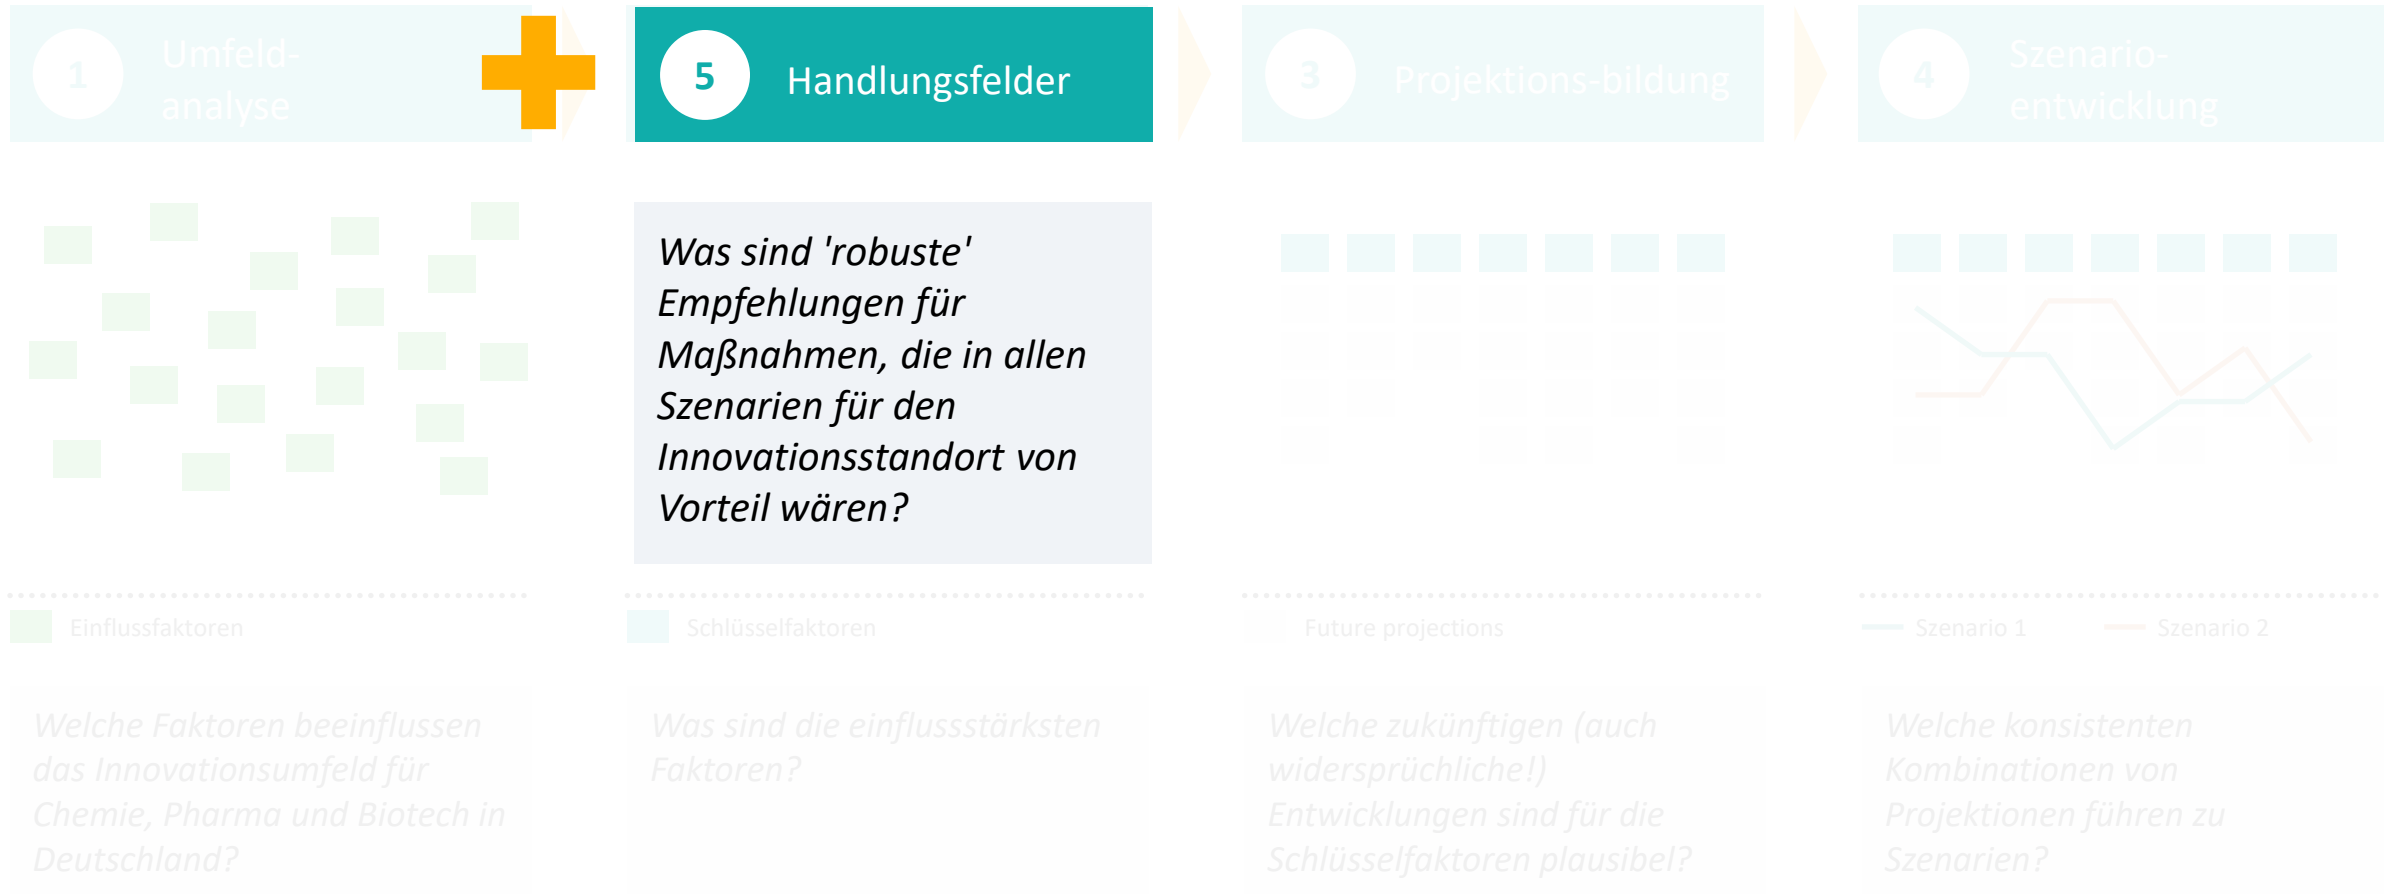 1
Umfeld-
analyse
5
Handlungsfelder
3
Projektions-bildung
4
Szenario-
entwicklung
Was sind 'robuste'
Empfehlungen für
Maßnahmen, die in allen
Szenarien für den
Innovationsstandort von
Vorteil wären?
Einflussfaktoren
Schlüsselfaktoren
Future projections
Szenario 1
Szenario 2
Welche Faktoren beeinflussen
das Innovationsumfeld für
Chemie, Pharma und Biotech in
Deutschland?
Was sind die einflussstärksten
Faktoren?
Welche zukünftigen (auch
widersprüchliche!)
Entwicklungen sind für die
Schlüsselfaktoren plausibel?
Welche konsistenten
Kombinationen von
Projektionen führen zu
Szenarien?